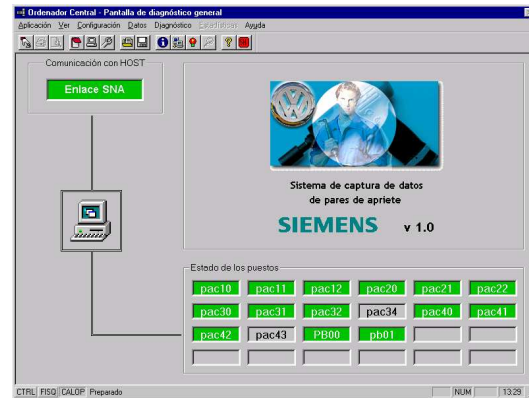 Ordenador Central - Pantalla de diagnóstico general
Aplicación Ver Configuración Datos Diagnóstico Estadísticas Ayuda
Comunicación con HOST
Enlace SNA
Sistema de captura de datos
de pares de apriete
SIEMENS v 1.0
Estado de los puestos
pac10 pac11 pac12 pac20 pac21 pac22
pac30 pac31 pac32 pac34 pac40 pac41
pac42 pac43 PB00 pb01
CTRL FISQ CALOP Preparado NUM 13:29